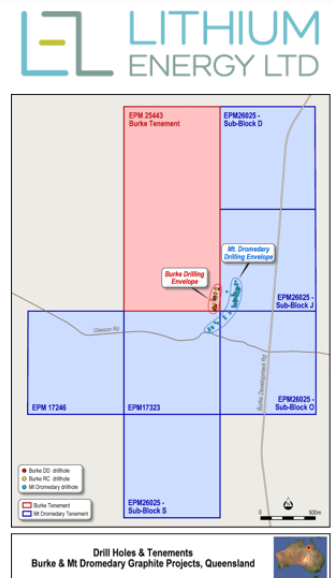 LITHIUM
ENERGY LTD
EPM 25443
Burke Tenement
EPM26025 -
Sub-Block D
Mt. Dromedary
Drilling Envelope
Burke Drilling
Envelope
EPM26025 -
Sub-Block J
Gleeson Rd
Burke Development Rd
EPM 17246
EPM17323
EPM26025 -
Sub-Block O
Burke DD drillhole
Burke RC drillhole
Mt Dromedary drillhole
Burke Tenement
Mt Dromedary Tenement
EPM26025 -
Sub-Block S
0
500m
Drill Holes & Tenements
Burke & Mt Dromedary Graphite Projects, Queensland